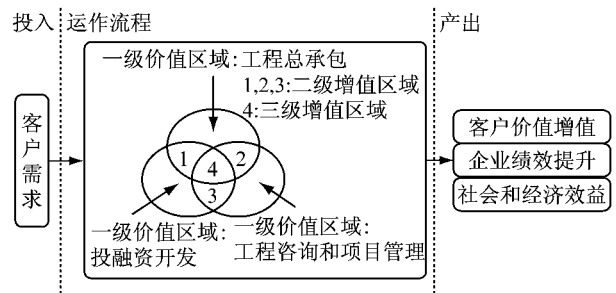 投入
运作流程
产出
一级价值区域:工程总承包
1,2,3:二级增值区域
4:三级增值区域
客户需求
1
2
4
3
一级价值区域:
投融资开发
一级价值区域:
工程咨询和项目管理
客户价值增值
企业绩效提升
社会和经济效益